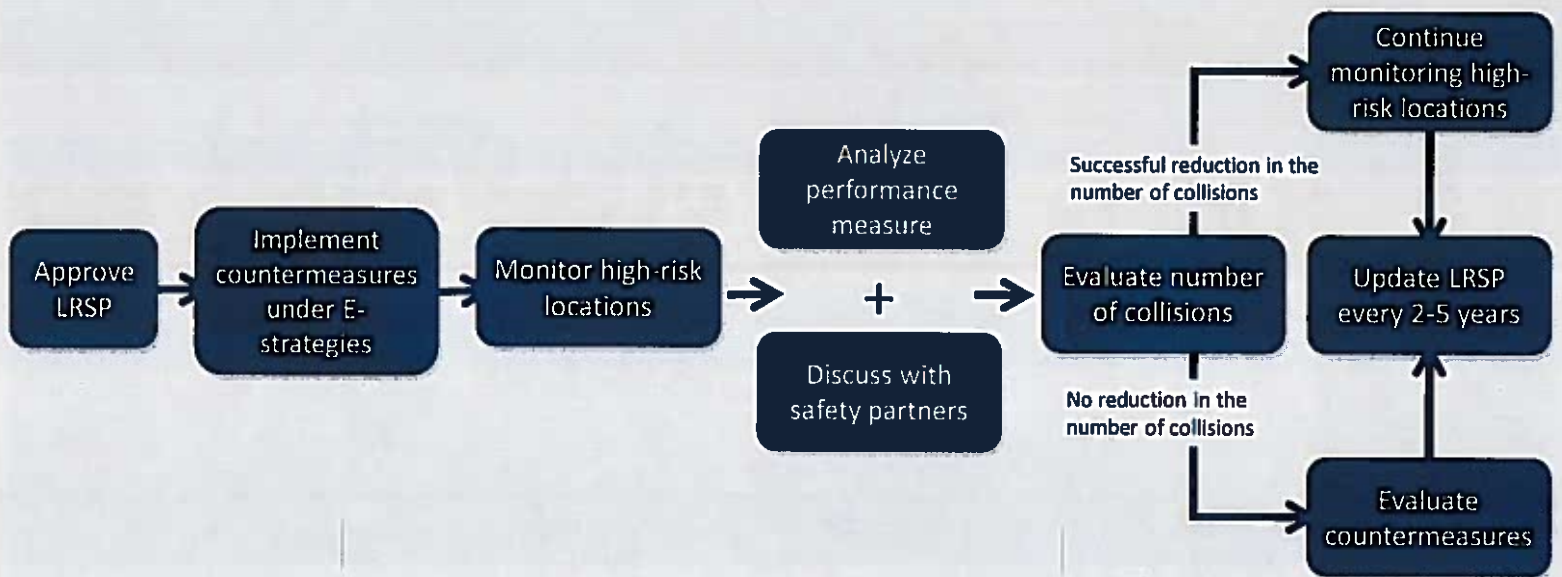 Approve
LRSP
Implement
countermeasures
under E-
strategies
Monitor high-risk
locations
Analyze
performance
measure
+
Discuss with
safety partners
Evaluate number
of collisions
Successful reduction in the
number of collisions
No reduction in the
number of collisions
Continue
monitoring high-
risk locations
Update LRSP
every 2-5 years
Evaluate
countermeasures